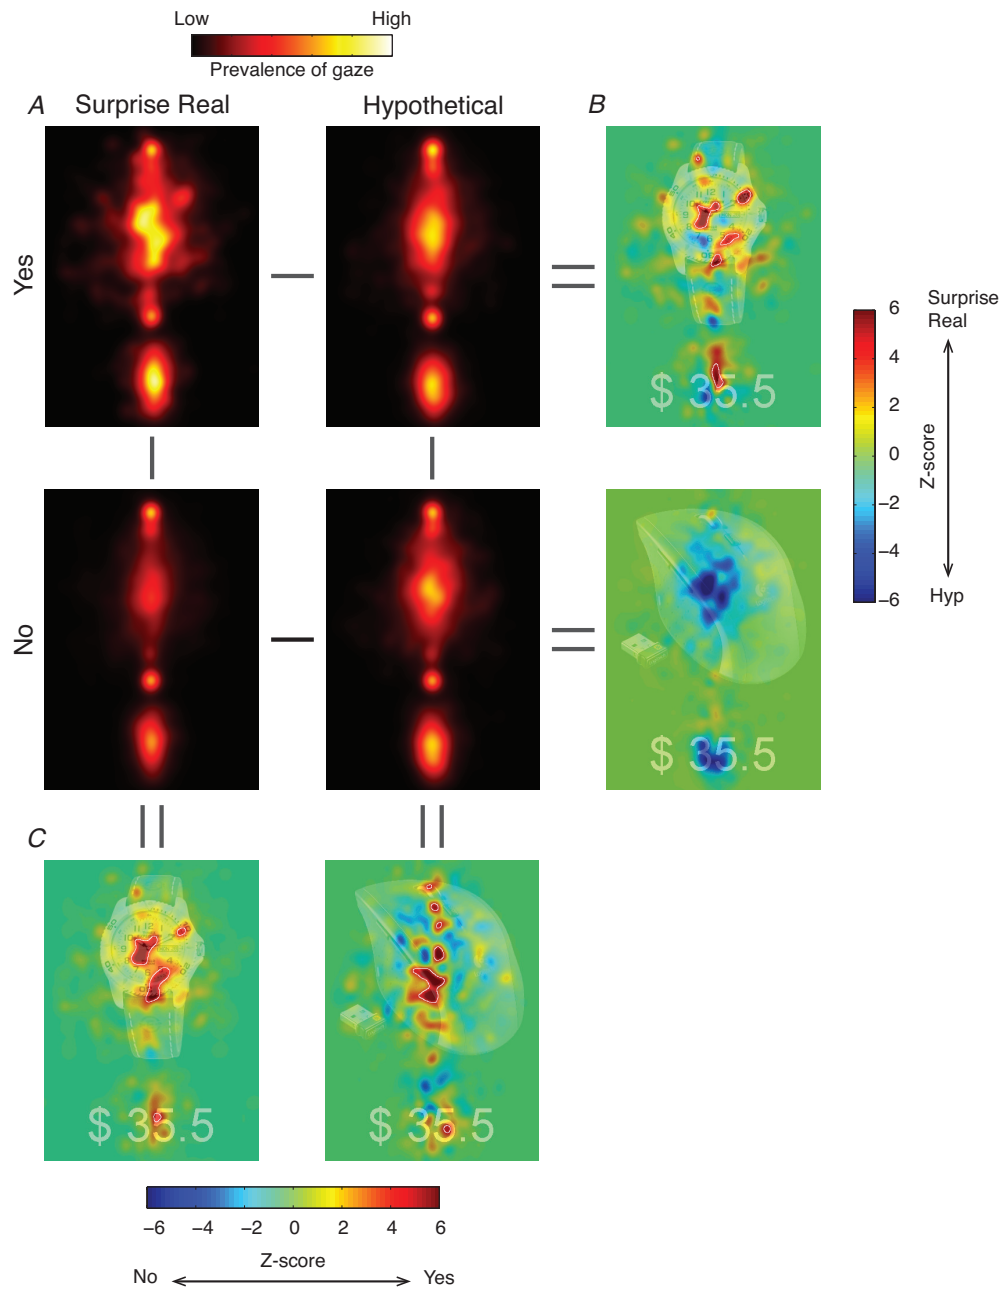 Low High
Prevalence of gaze
A Surprise Real Hypothetical B
Yes
$ 35.5
6
4
2
0
−2
−4
−6
Z-score
Surprise
Real
Hyp
No
$ 35.5
C
$ 35.5
$ 35.5
−6 −4 −2 0 2 4 6
Z-score
No Yes